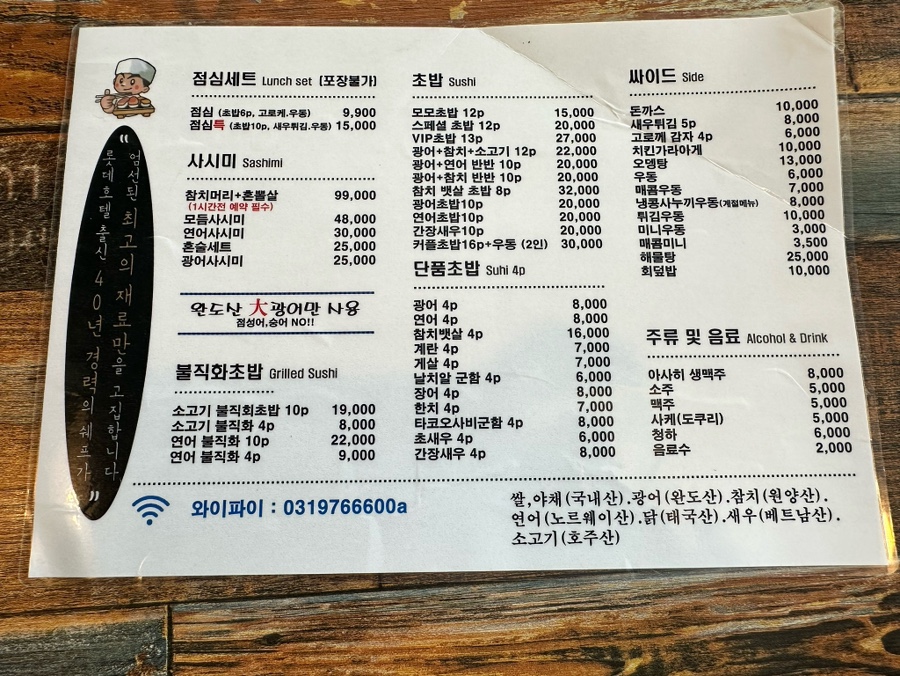 “
엄선된 최고의 재료만을 고집합니다
롯데호텔출신 40년 경력의 쉐프가
”
점심세트 Lunch set (포장불가)
점심 (초밥6p, 고로케.우동) 9,900
점심특 (초밥10p, 새우튀김.우동) 15,000
사시미 Sashimi
참치머리+혼뽈살 99,000
(1시간전 예약 필수)
모듬사시미 48,000
연어사시미 30,000
혼술세트 25,000
광어사시미 25,000
완도산 大광어만 사용
점성어,숭어 NO!!
불직화초밥 Grilled Sushi
소고기 불직회초밥 10p 19,000
소고기 불직화 4p 8,000
연어 불직화 10p 22,000
연어 불직화 4p 9,000
초밥 Sushi
모모초밥 12p 15,000
스페셜 초밥 12p 20,000
VIP초밥 13p 27,000
광어+참치+소고기 12p 22,000
광어+연어 반반 10p 20,000
광어+참치 반반 10p 20,000
참치 뱃살 초밥 8p 32,000
광어초밥10p 20,000
연어초밥10p 20,000
간장새우10p 20,000
커플초밥16p+우동 (2인) 30,000
단품초밥 Suhi 4p
광어 4p 8,000
연어 4p 8,000
참치뱃살 4p 16,000
계란 4p 7,000
게살 4p 7,000
날치알 군함 4p 6,000
장어 4p 8,000
한치 4p 7,000
타코오사비군함 4p 8,000
초새우 4p 6,000
간장새우 4p 8,000
싸이드 Side
돈까스 10,000
새우튀김 5p 8,000
고로께 감자 4p 6,000
치킨가라아게 10,000
오뎅탕 13,000
우동 6,000
매콤우동 7,000
냉콩사누끼우동(계절메뉴) 8,000
튀김우동 10,000
미니우동 3,000
매콤미니 3,500
해물탕 25,000
회덮밥 10,000
주류 및 음료 Alcohol & Drink
아사히 생맥주 8,000
소주 5,000
맥주 5,000
사케(도쿠리) 5,000
청하 6,000
음료수 2,000
와이파이 : 0319766600a
쌀,야채(국내산).광어(완도산).참치(원양산).
연어(노르웨이산).닭(태국산).새우(베트남산).
소고기(호주산)